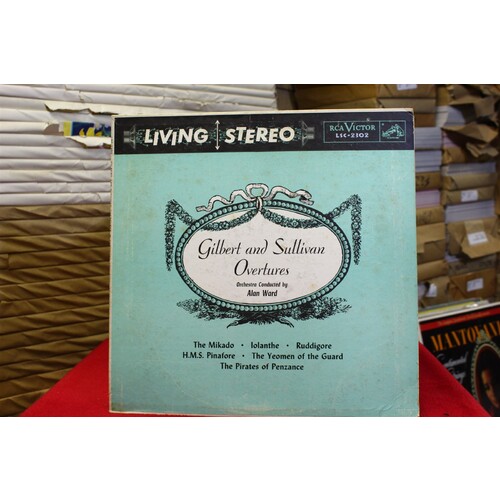 LIVING STEREO
RCA VICTOR
LSC-2102
Gilbert and Sullivan
Overtures
Orchestra Conducted by
Alan Ward
The Mikado · Iolanthe · Ruddigore
H.M.S. Pinafore · The Yeomen of the Guard
The Pirates of Penzance
MANTOVAN